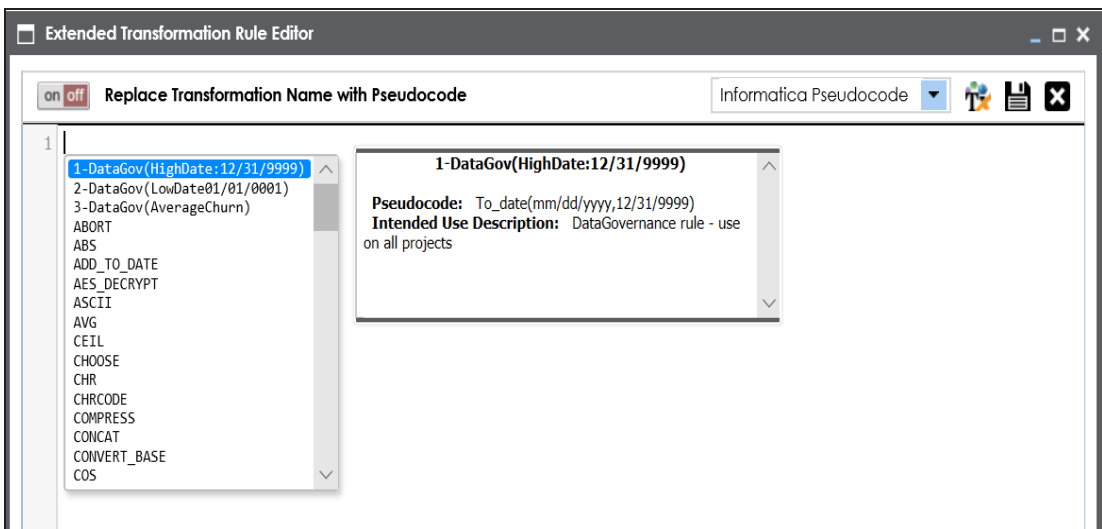 Extended Transformation Rule Editor
on off Replace Transformation Name with Pseudocode Informatica Pseudocode
1
1-DataGov(HighDate:12/31/9999)
2-DataGov(LowDate01/01/0001)
3-DataGov(AverageChurn)
ABORT
ABS
ADD_TO_DATE
AES_DECRYPT
ASCII
AVG
CEIL
CHOOSE
CHR
CHRCODE
COMPRESS
CONCAT
CONVERT_BASE
COS
1-DataGov(HighDate:12/31/9999)
Pseudocode: To_date(mm/dd/yyyy,12/31/9999)
Intended Use Description: DataGovernance rule - use
on all projects